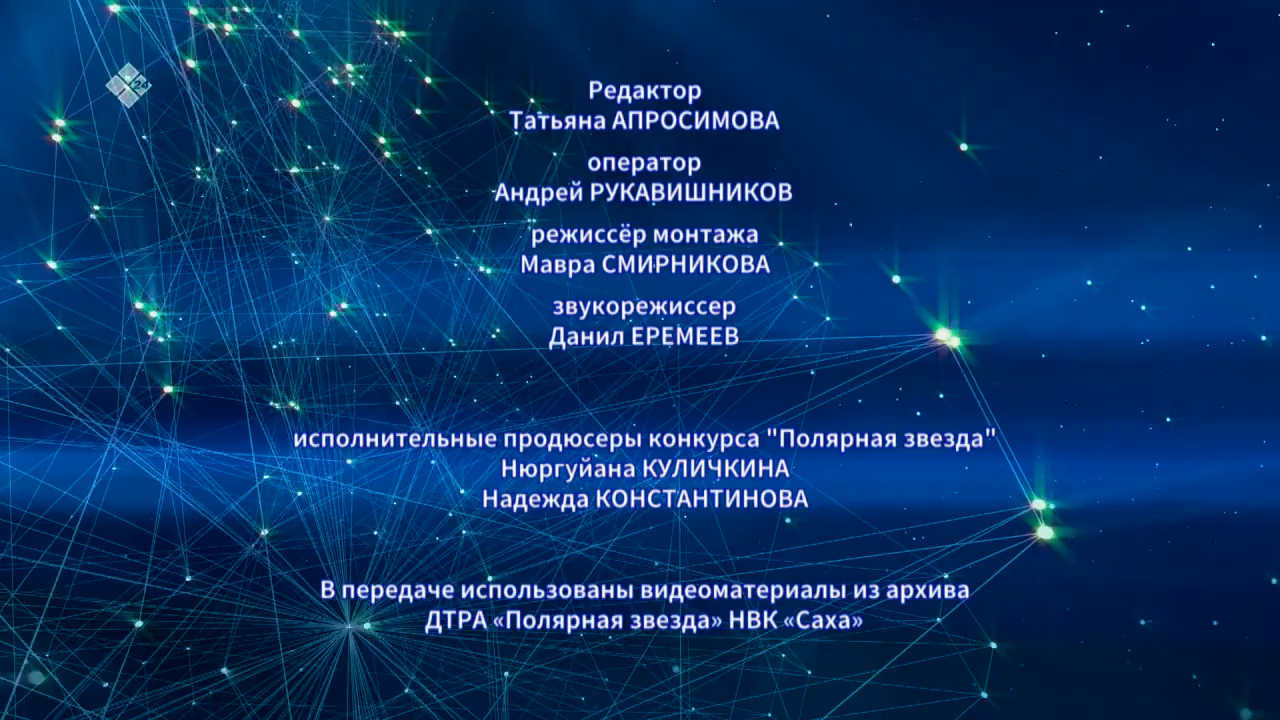 24
Редактор
Татьяна АПРОСИМОВА
оператор
Андрей РУКАВИШНИКОВ
режиссёр монтажа
Мавра СМИРНИКОВА
звукорежиссер
Данил ЕРЕМЕЕВ
исполнительные продюсеры конкурса "Полярная звезда"
Нюргуйана КУЛИЧКИНА
Надежда КОНСТАНТИНОВА
В передаче использованы видеоматериалы из архива
ДТРА «Полярная звезда» НВК «Саха»